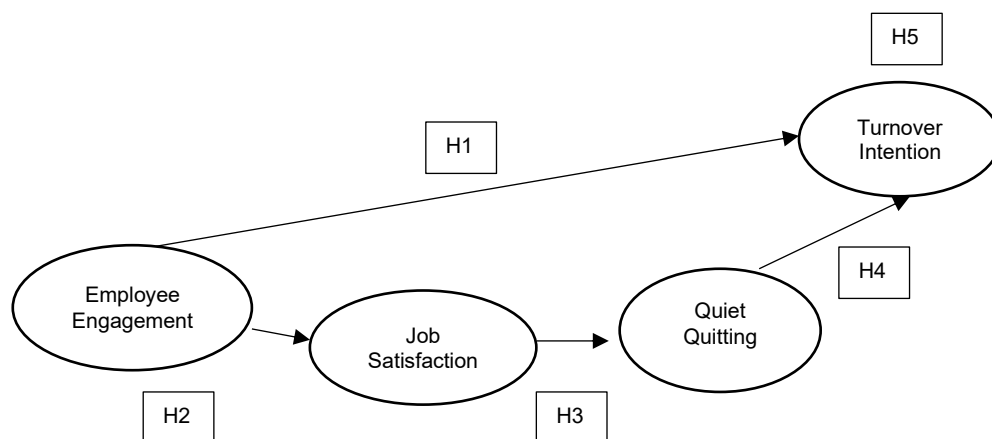 H5
Turnover
Intention
H1
Employee
Engagement
H4
Quiet
Quitting
Job
Satisfaction
H2
H3